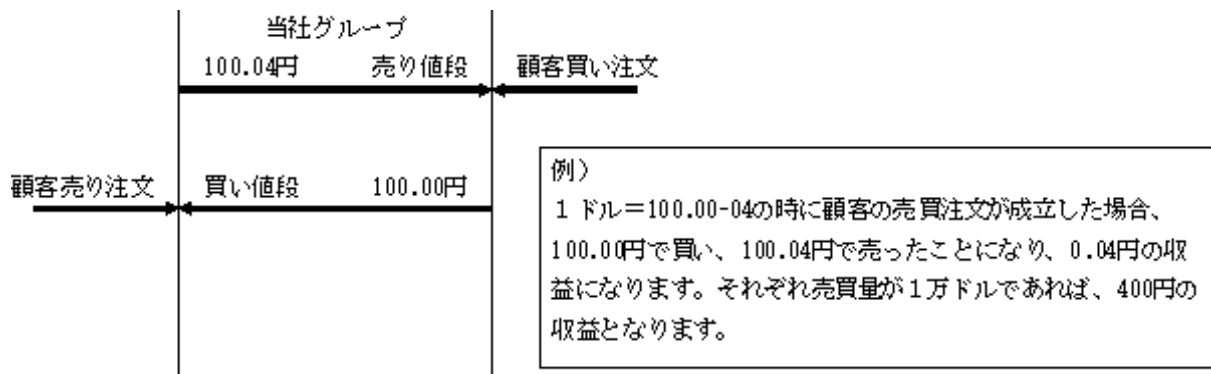 当社グループ
100.04円 売り値段 顧客買い注文
顧客売り注文 買い値段 100.00円
例）
１ドル＝100.00-04の時に顧客の売買注文が成立した場合、
100.00円で買い、100.04円で売ったことになり、0.04円の収
益になります。それぞれ売買量が１万ドルであれば、400円の
収益となります。